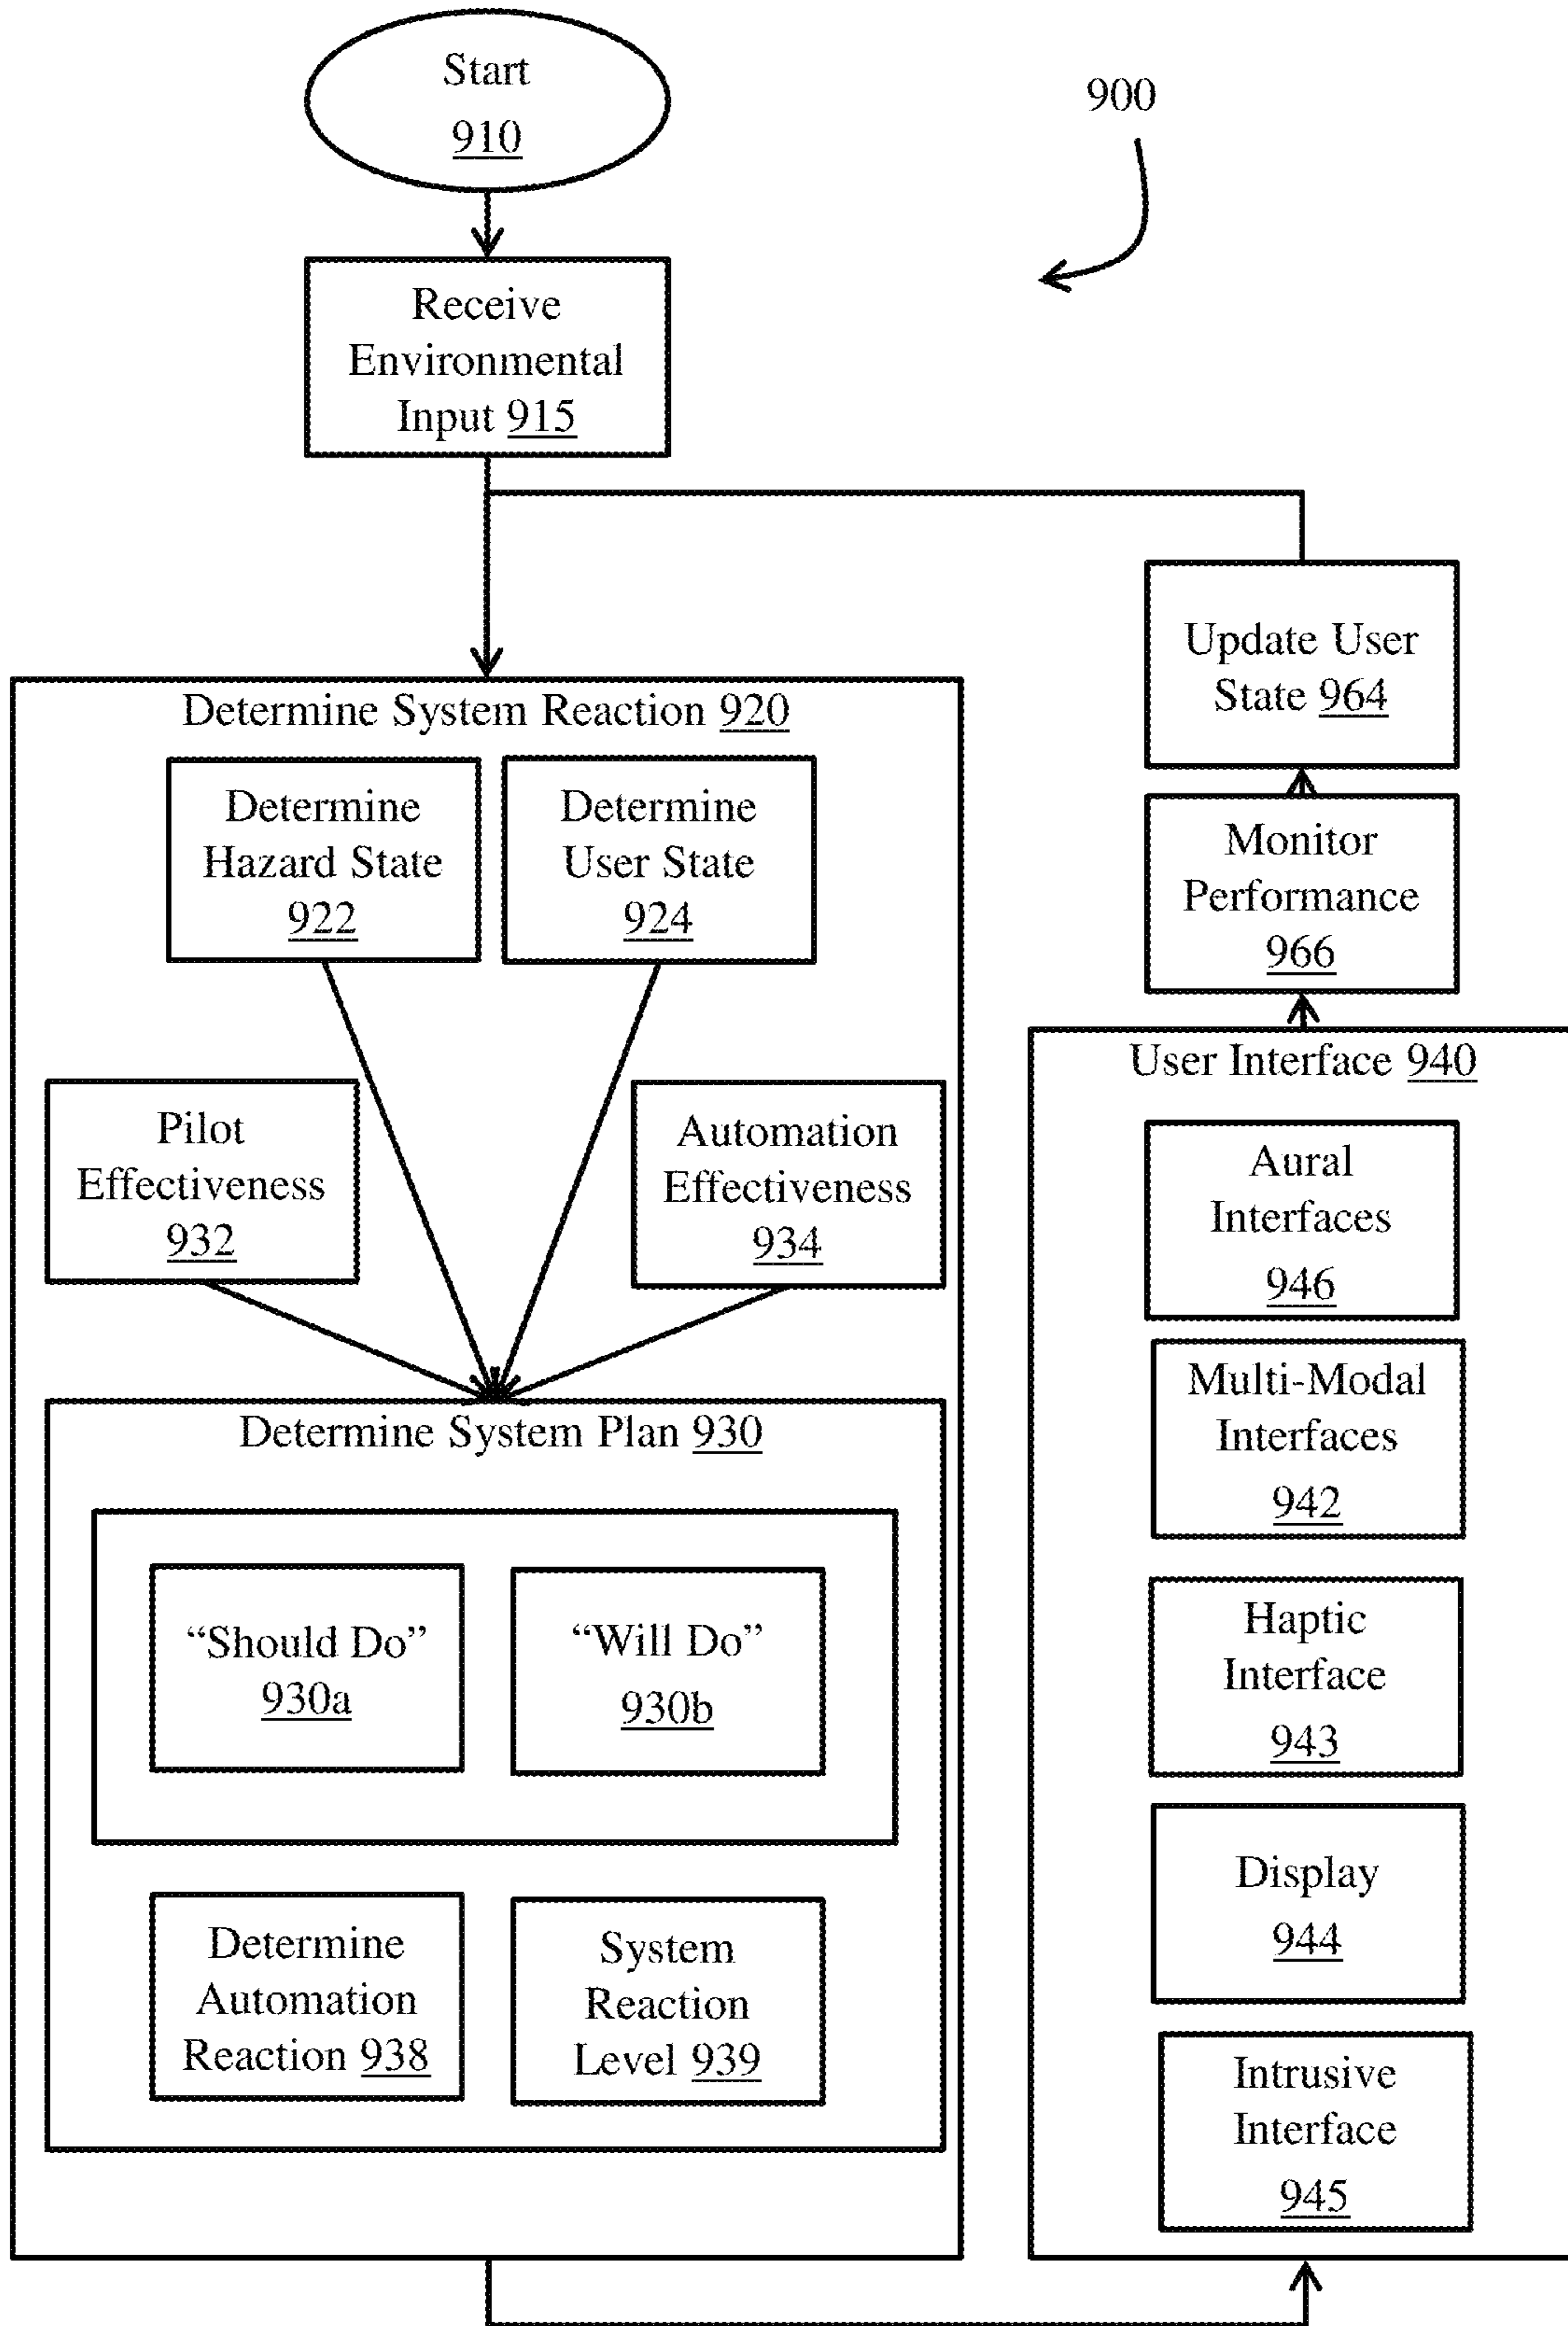 Start
910
900
Receive
Environmental
Input 915
Determine System Reaction 920
Determine
Hazard State
922
Determine
User State
924
Pilot
Effectiveness
932
Automation
Effectiveness
934
Determine System Plan 930
“Should Do”
930a
“Will Do”
930b
Determine
Automation
Reaction 938
System
Reaction
Level 939
Update User
State 964
Monitor
Performance
966
User Interface 940
Aural
Interfaces
946
Multi-Modal
Interfaces
942
Haptic
Interface
943
Display
944
Intrusive
Interface
945